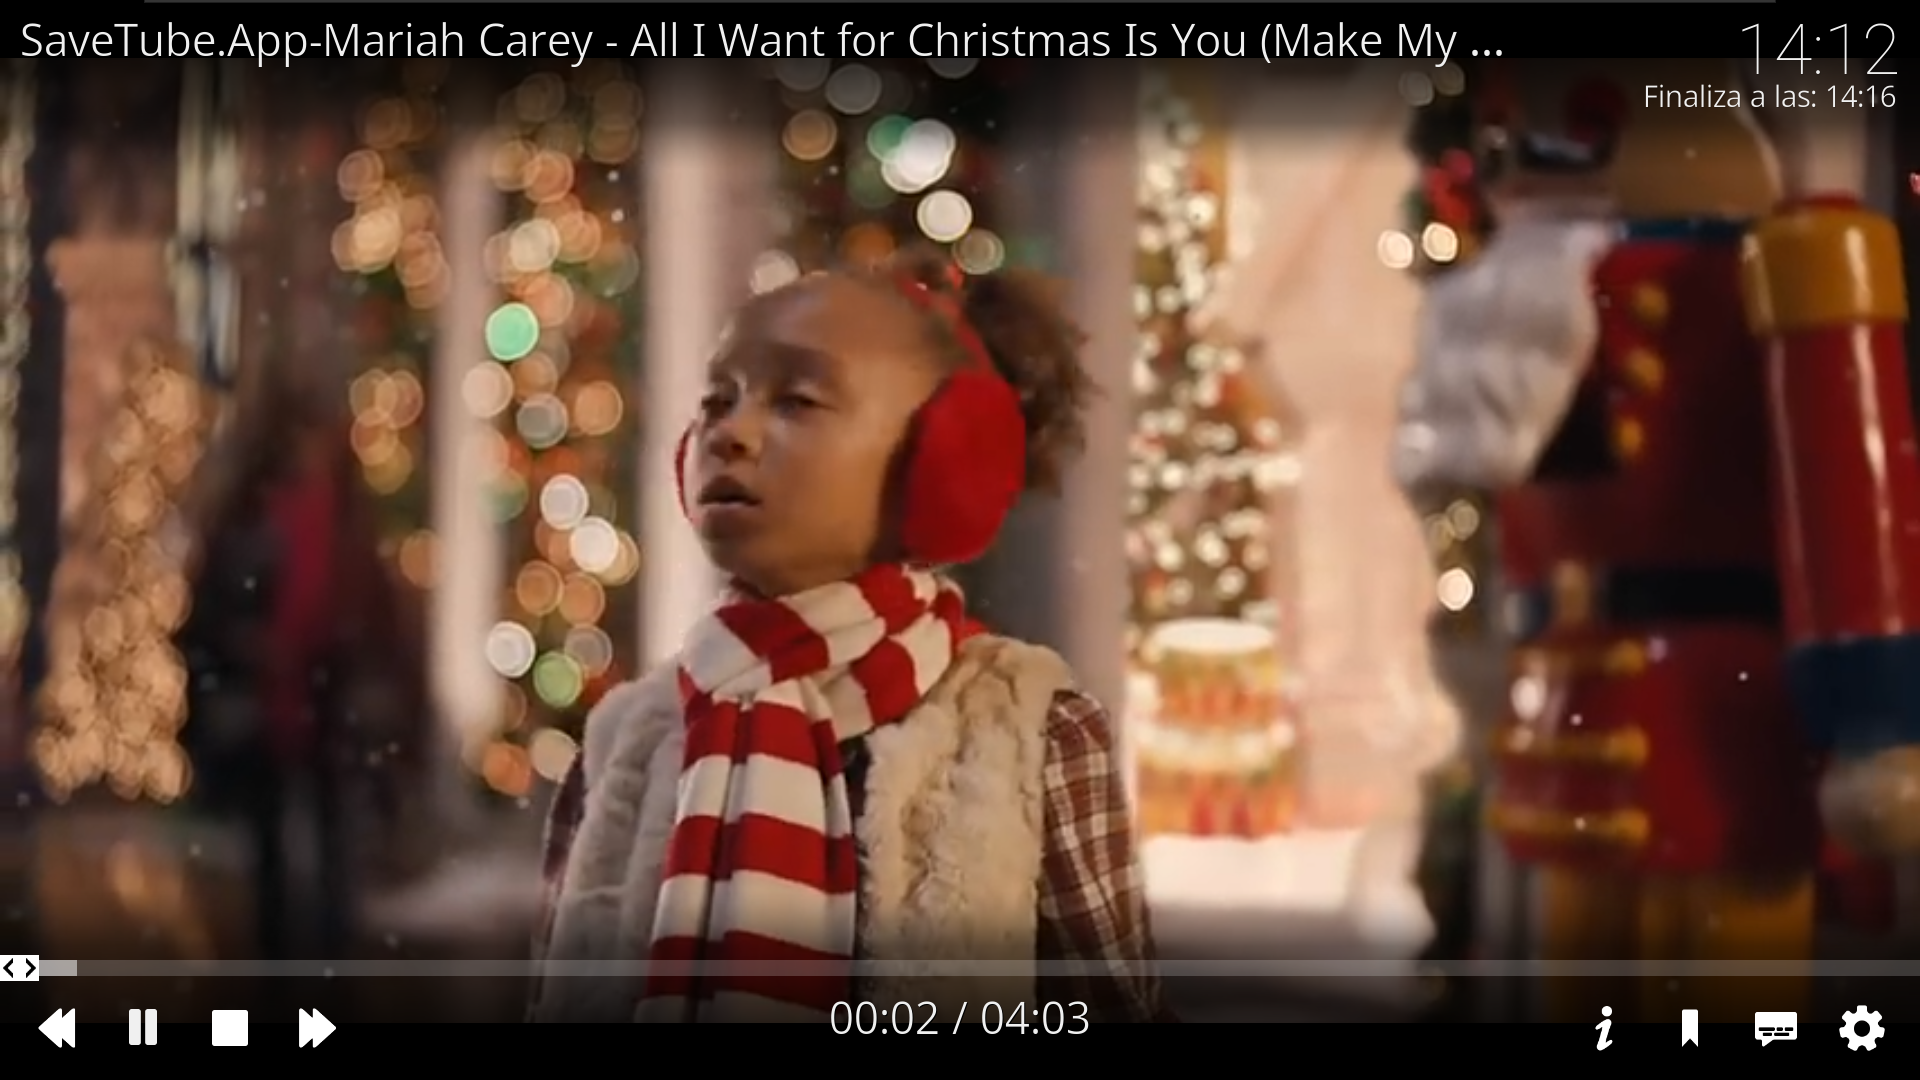 SaveTube.App-Mariah Carey - All I Want for Christmas Is You (Make My ...
14:12
Finaliza a las: 14:16
00:02 / 04:03